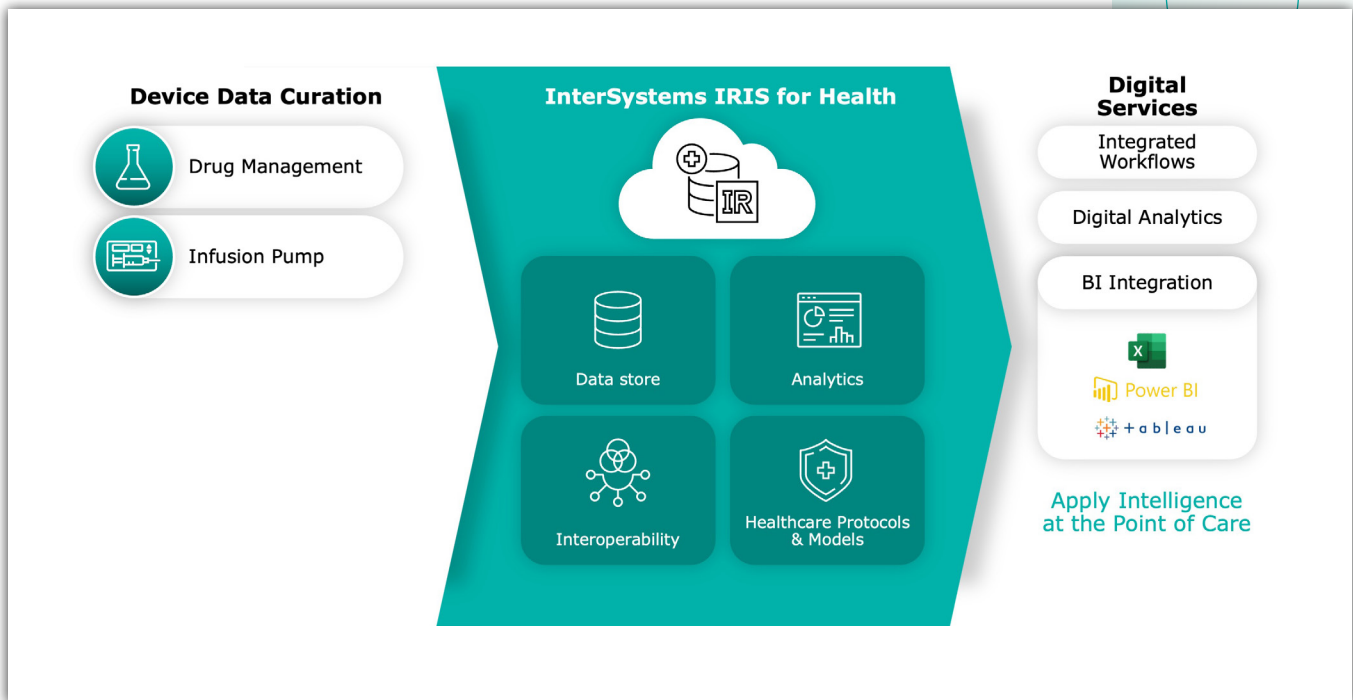 Device Data Curation
Drug Management
Infusion Pump
InterSystems IRIS for Health
IR
Data store
Analytics
Interoperability
Healthcare Protocols
& Models
Digital
Services
Integrated
Workflows
Digital Analytics
BI Integration
X
Power BI
+ableau
Apply Intelligence
at the Point of Care